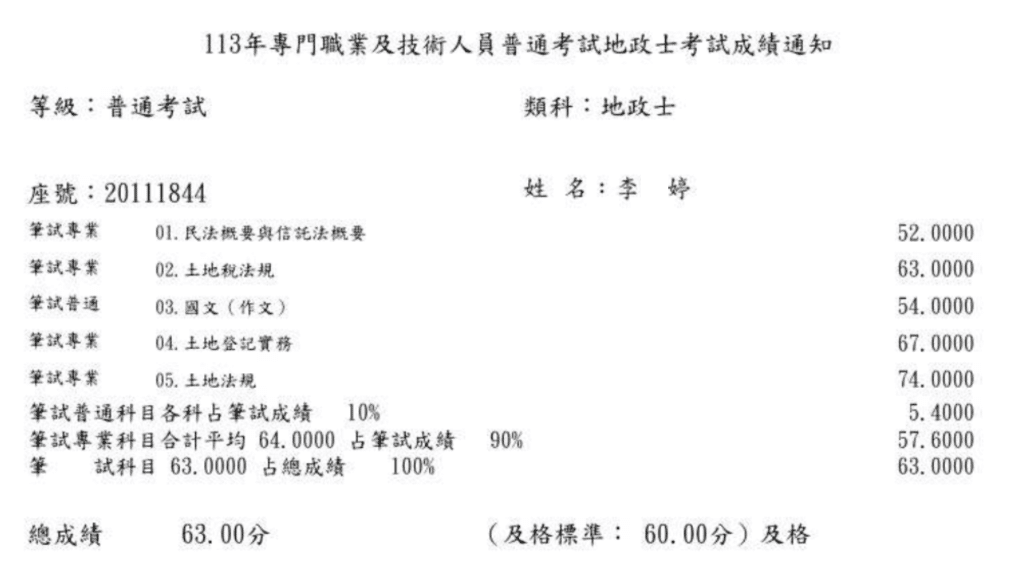 113年專門職業及技術人員普通考試地政士考試成績通知
等級：普通考試 類科：地政士
座號：20111844 姓 名：李 婷
筆試專業 01.民法概要與信託法概要 52.0000
筆試專業 02.土地稅法規 63.0000
筆試普通 03.國文（作文） 54.0000
筆試專業 04.土地登記實務 67.0000
筆試專業 05.土地法規 74.0000
筆試普通科目各科占筆試成績 10% 5.4000
筆試專業科目合計平均 64.0000 占筆試成績 90% 57.6000
筆 試科目 63.0000 占總成績 100% 63.0000
總成績 63.00分 （及格標準： 60.00分）及格